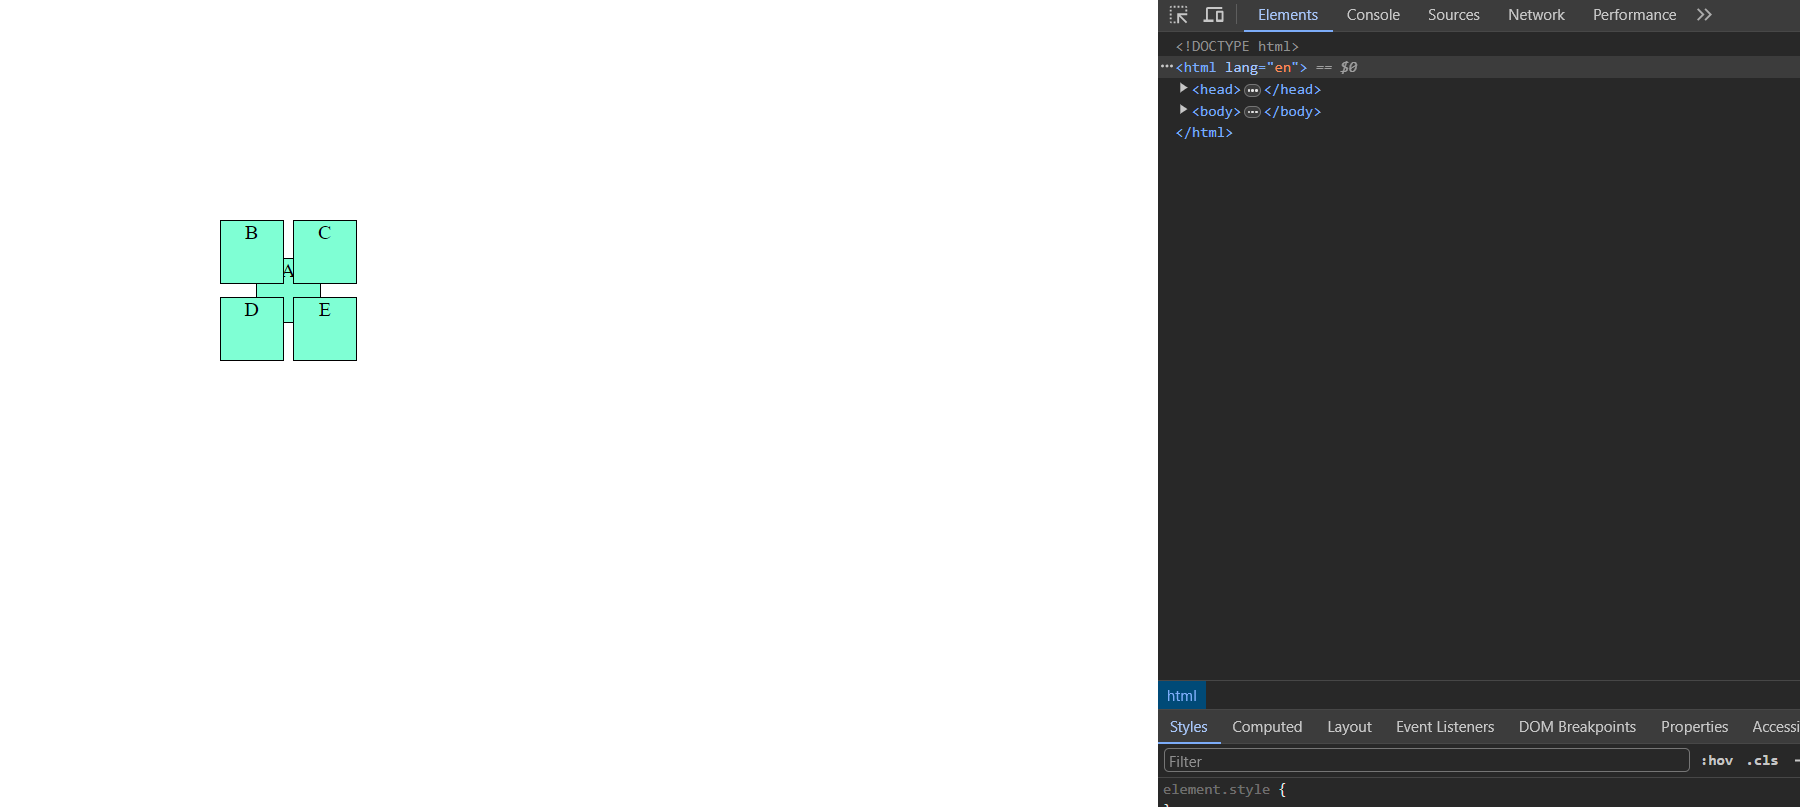 Elements Console Sources Network Performance
<!DOCTYPE html>
<html lang="en"> == $0
<head> ••• </head>
<body> ••• </body>
</html>
B C
A
D E
html
Styles Computed Layout Event Listeners DOM Breakpoints Properties Accessi
Filter :hov .cls
element.style {